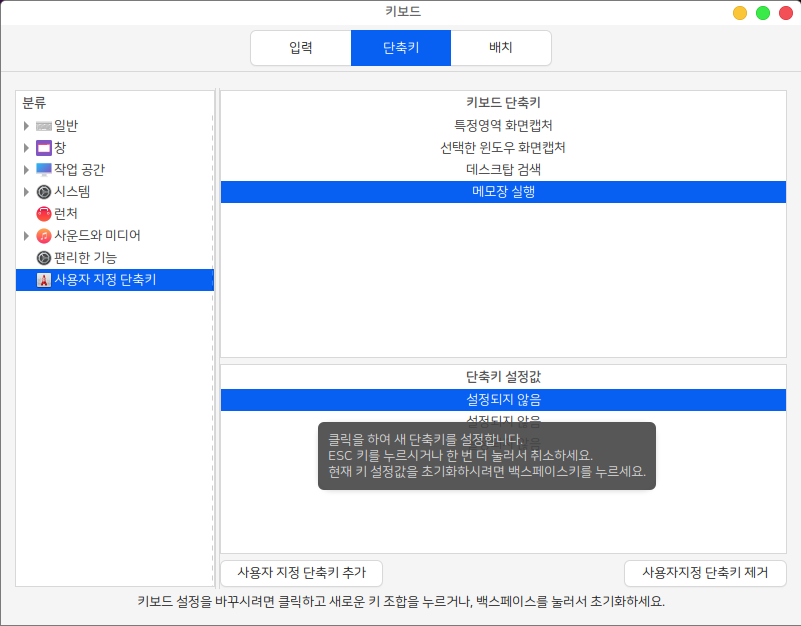 키보드
입력
단축키
배치
분류
일반
창
작업 공간
시스템
런처
사운드와 미디어
편리한 기능
사용자 지정 단축키
키보드 단축키
특정영역 화면캡처
선택한 윈도우 화면캡처
데스크탑 검색
메모장 실행
단축키 설정값
설정되지 않음
설정되지 않음
클릭을 하여 새 단축키를 설정합니다.
ESC 키를 누르시거나 한 번 더 눌러서 취소하세요.
현재 키 설정값을 초기화하시려면 백스페이스키를 누르세요.
사용자 지정 단축키 추가
사용자지정 단축키 제거
키보드 설정을 바꾸시려면 클릭하고 새로운 키 조합을 누르거나, 백스페이스를 눌러서 초기화하세요.